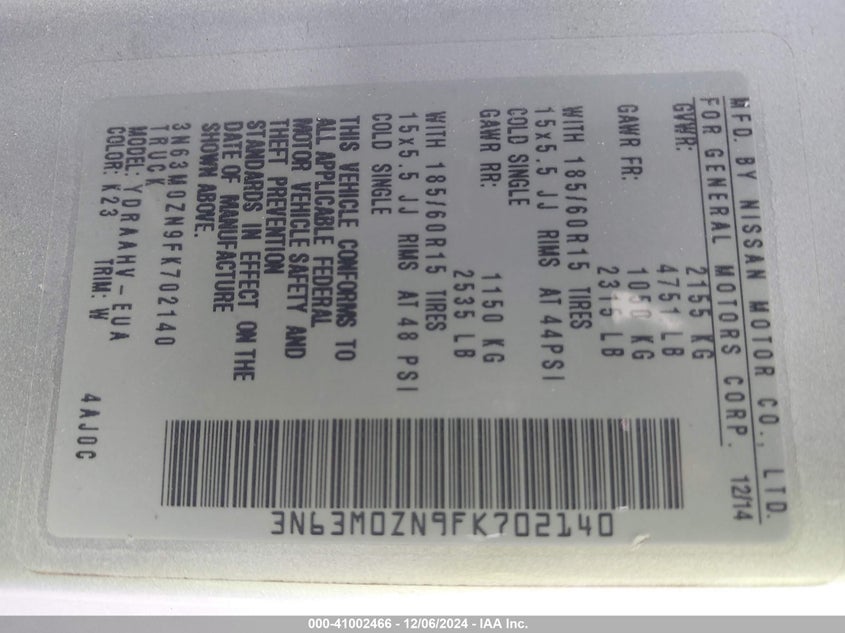 MFD. BY NISSAN MOTOR CO., LTD.
FOR GENERAL MOTORS CORP. 12/14
GVWR: 2155 KG
4751 LB
GAWR FR: 1050 KG
2315 LB
WITH 185/60R15 TIRES
15x5.5 JJ RIMS AT 44PSI
COLD SINGLE
GAWR RR: 1150 KG
2535 LB
WITH 185/60R15 TIRES
15x5.5 JJ RIMS AT 48 PSI
COLD SINGLE
THIS VEHICLE CONFORMS TO
ALL APPLICABLE FEDERAL
MOTOR VEHICLE SAFETY AND
THEFT PREVENTION
STANDARDS IN EFFECT ON THE
DATE OF MANUFACTURE
SHOWN ABOVE.
3N63M0ZN9FK702140
TRUCK
MODEL: YDRAAHV-EUA
COLOR: K23 TRIM: W
4AJ0C
3N63M0ZN9FK702140
000-41002466 - 12/06/2024 - IAA Inc.